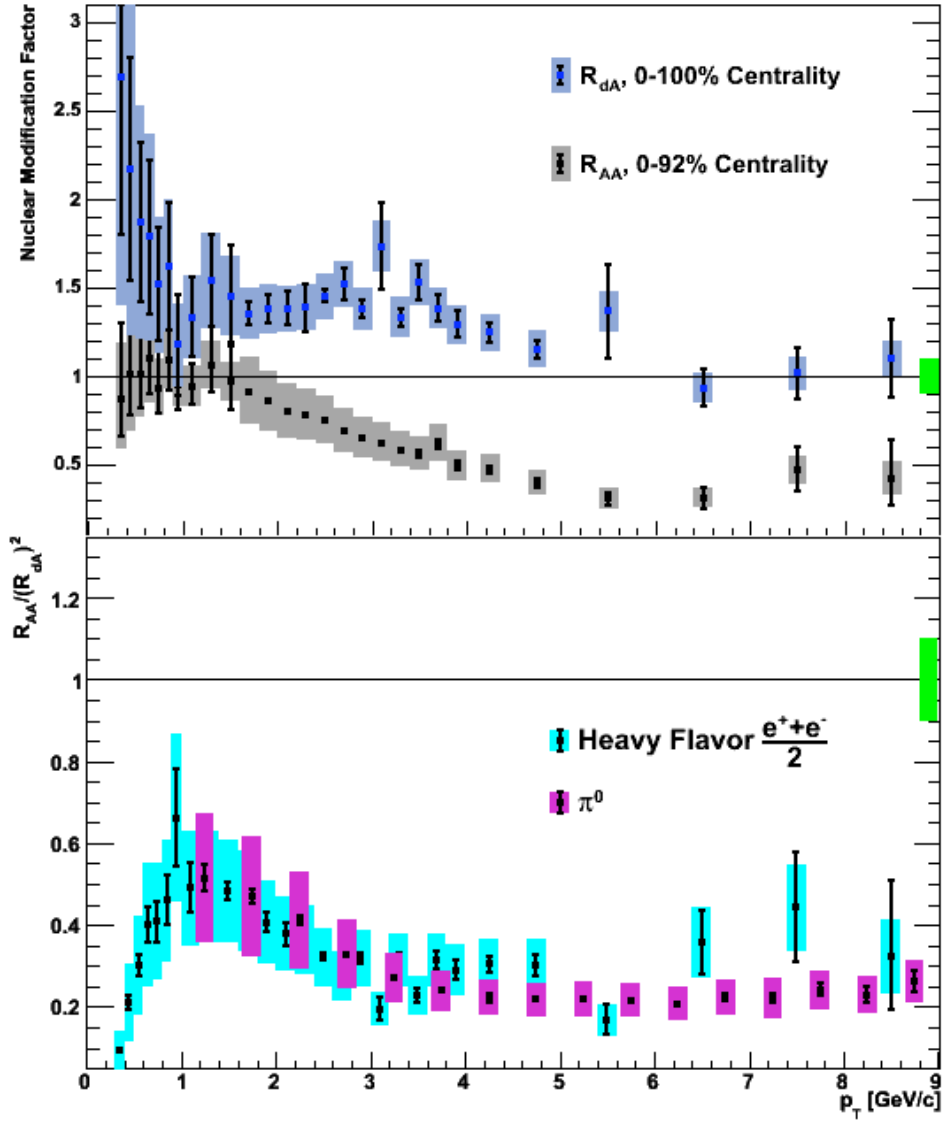 Nuclear Modification Factor
3
2.5
2
1.5
1
0.5
R_dA, 0-100% Centrality
R_AA, 0-92% Centrality
R_AA/(R_dA)²
1.2
1
0.8
0.6
0.4
0.2
Heavy Flavor e⁺+e⁻/2
π⁰
0 1 2 3 4 5 6 7 8 9
p_T [GeV/c]